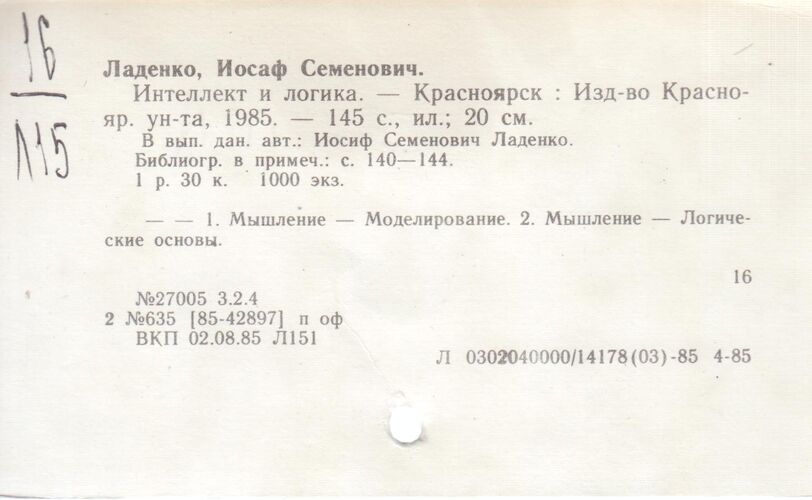 16
Л15
Ладенко, Иосаф Семенович.
Интеллект и логика. — Красноярск : Изд-во Красно-
яр. ун-та, 1985. — 145 с., ил.; 20 см.
В вып. дан. авт.: Иосиф Семенович Ладенко.
Библиогр. в примеч.: с. 140—144.
1 р. 30 к. 1000 экз.
— — 1. Мышление — Моделирование. 2. Мышление — Логиче-
ские основы.
16
№27005 3.2.4
2 №635 [85-42897] п оф
ВКП 02.08.85 Л151
Л 0302040000/14178(03)-85 4-85